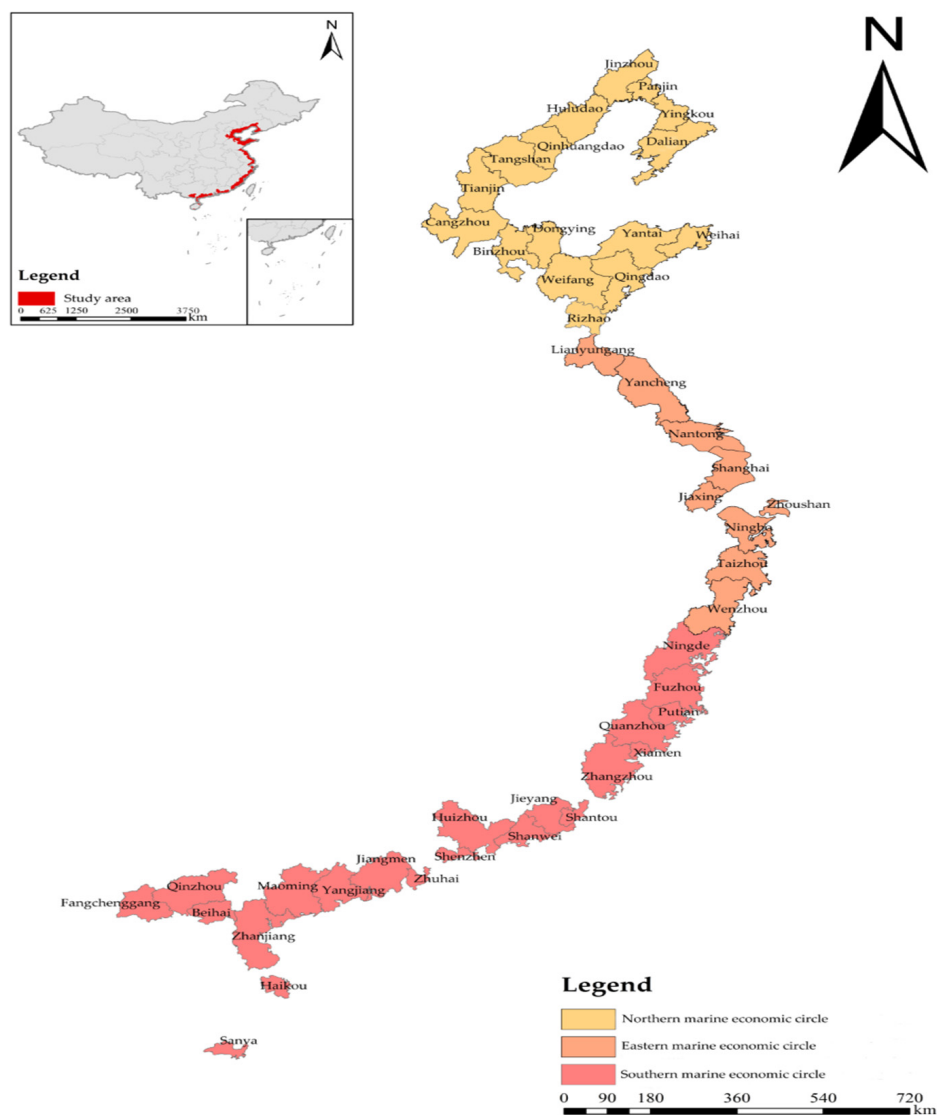 N
Legend
Study area
0 625 1250 2500 3750
km
N
Jinzhou
Panjin
Huludao
Yingkou
Qinhuangdao
Dalian
Tangshan
Tianjin
Cangzhou
Dongying
Yantai
Weihai
Binzhou
Weifang
Qingdao
Rizhao
Lianyungang
Yancheng
Nantong
Shanghai
Jiaxing
Zhoushan
Ningbo
Taizhou
Wenzhou
Ningde
Fuzhou
Putian
Quanzhou
Xiamen
Zhangzhou
Jieyang
Huizhou
Shantou
Shanwei
Shenzhen
Jiangmen
Zhuhai
Qinzhou
Maoming
Yangjiang
Fangchenggang
Beihai
Zhanjiang
Haikou
Sanya
Legend
Northern marine economic circle
Eastern marine economic circle
Southern marine economic circle
0 90 180 360 540 720
km